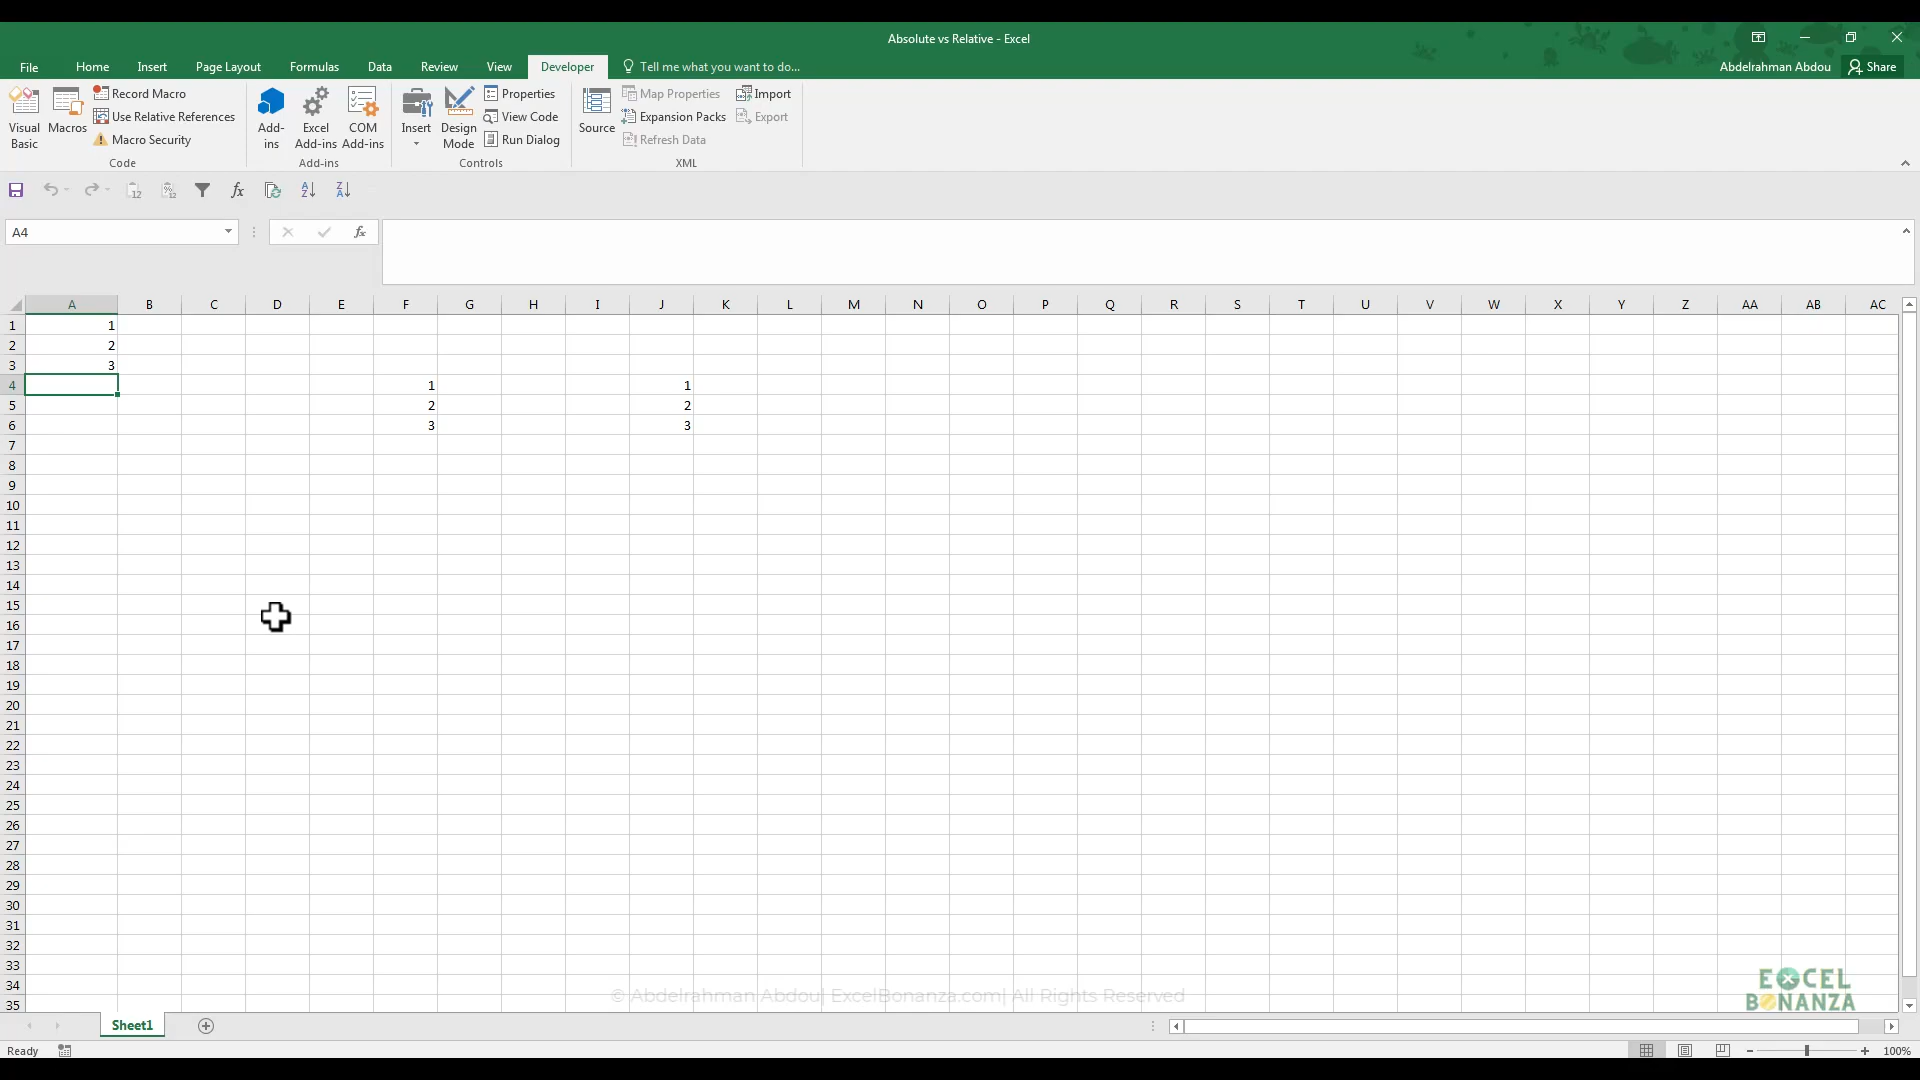 Absolute vs Relative - Excel
File Home Insert Page Layout Formulas Data Review View Developer Tell me what you want to do... Abdelrahman Abdou Share
Visual Basic
Macros
Record Macro
Use Relative References
Macro Security
Code
Add-ins
Excel Add-ins
COM Add-ins
Add-ins
Insert
Design Mode
Properties
View Code
Run Dialog
Controls
Source
Map Properties
Expansion Packs
Refresh Data
Import
Export
XML
A4
fx
A B C D E F G H I J K L M N O P Q R S T U V W X Y Z AA AB AC
1 1
2 2
3 3
4 1 1
5 2 2
6 3 3
7
8
9
10
11
12
13
14
15
16
17
18
19
20
21
22
23
24
25
26
27
28
29
30
31
32
33
34
35
© Abdelrahman Abdou| ExcelBonanza.com| All Rights Reserved
EXCEL
BONANZA
Sheet1
Ready
100%